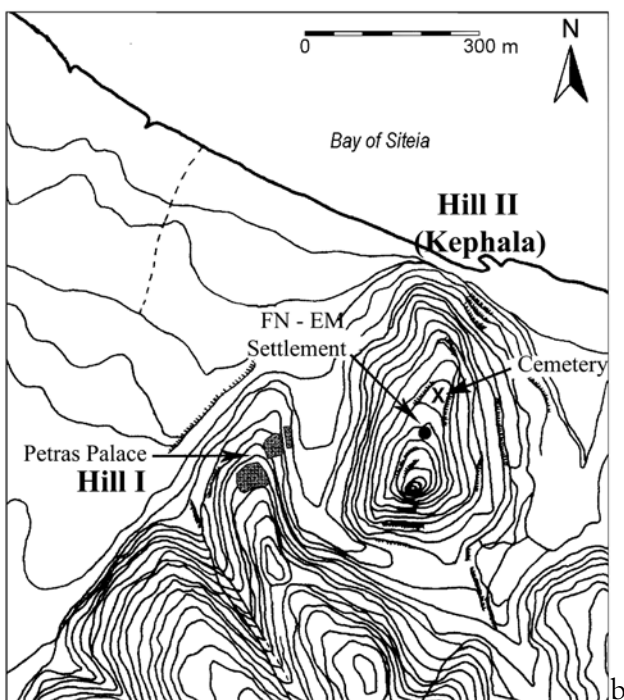 0
300 m
N
Bay of Siteia
Hill II
(Kephala)
FN - EM
Settlement
Cemetery
x
Petras Palace
Hill I
b